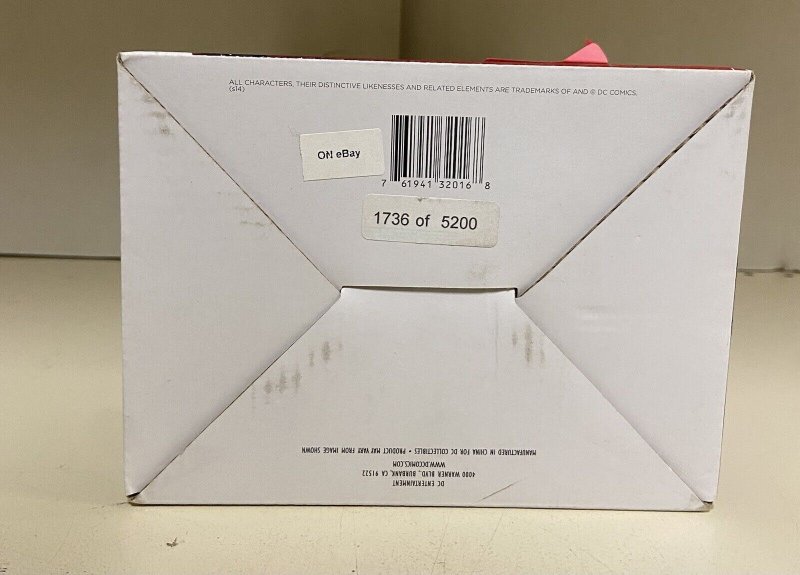 ALL CHARACTERS, THEIR DISTINCTIVE LIKENESSES AND RELATED ELEMENTS ARE TRADEMARKS OF AND © DC COMICS.
(s14)
ON eBay
7 61941 32016 8
1736 of 5200
MANUFACTURED IN CHINA FOR DC COLLECTIBLES • PRODUCT MAY VARY FROM IMAGE SHOWN
WWW.DCCOMICS.COM
4000 WARNER BLVD., BURBANK, CA 91522
DC ENTERTAINMENT